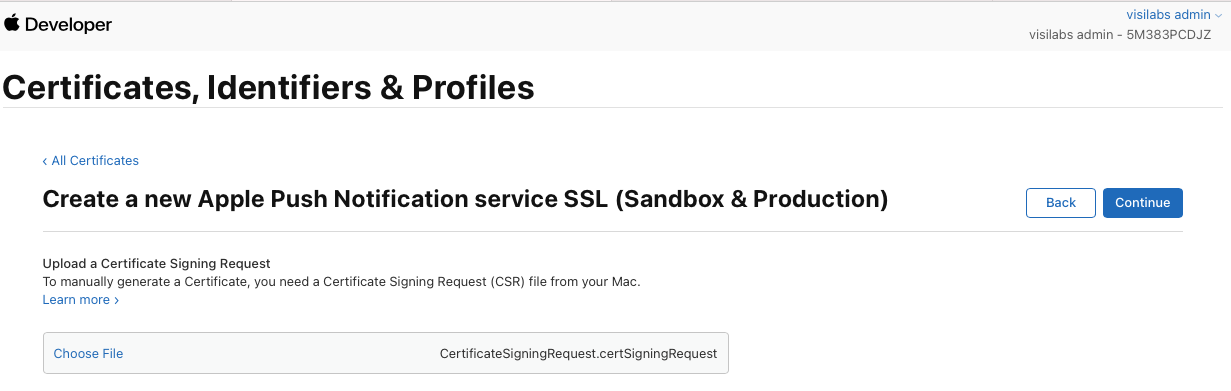 Developer
visilabs admin
visilabs admin - 5M383PCDJZ
Certificates, Identifiers & Profiles
‹ All Certificates
Create a new Apple Push Notification service SSL (Sandbox & Production)
Back
Continue
Upload a Certificate Signing Request
To manually generate a Certificate, you need a Certificate Signing Request (CSR) file from your Mac.
Learn more ›
Choose File
CertificateSigningRequest.certSigningRequest